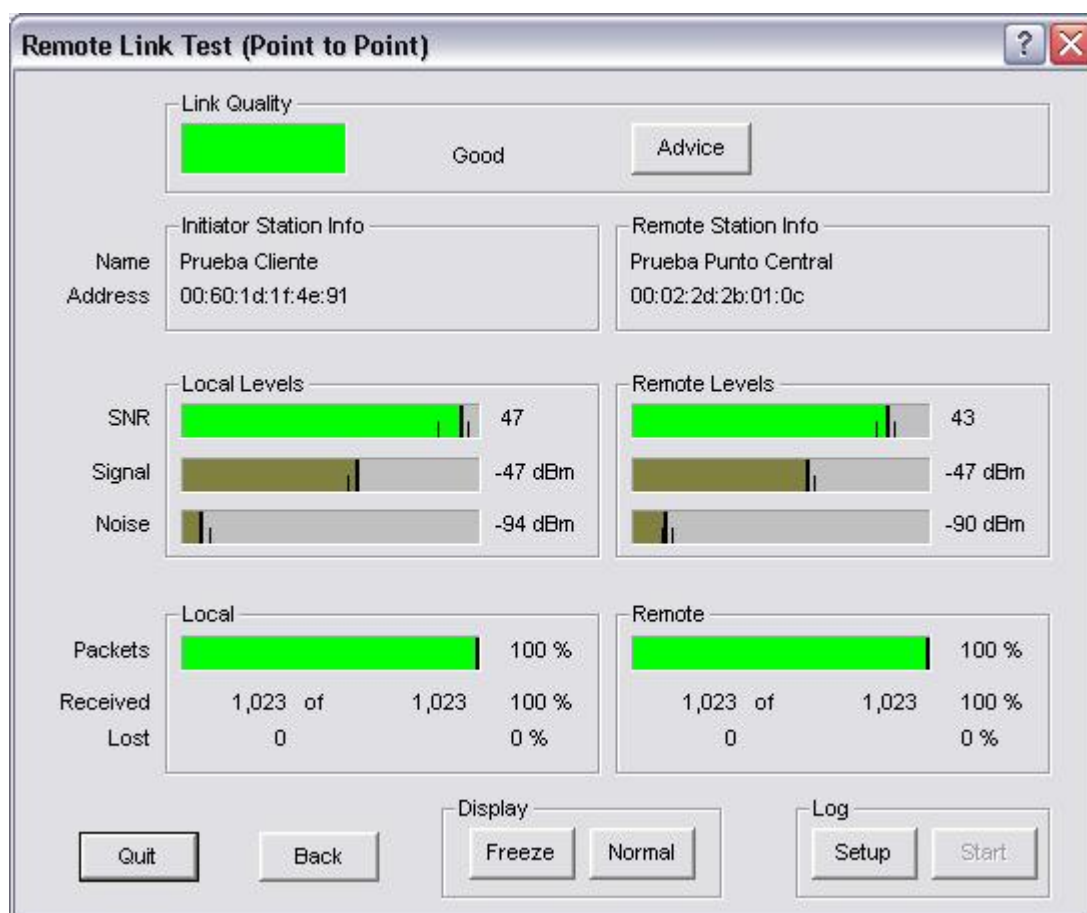 Remote Link Test (Point to Point)
Link Quality
Good
Advice
Initiator Station Info
Remote Station Info
Name Prueba Cliente Prueba Punto Central
Address 00:60:1d:1f:4e:91 00:02:2d:2b:01:0c
Local Levels
Remote Levels
SNR 47 43
Signal -47 dBm -47 dBm
Noise -94 dBm -90 dBm
Local
Remote
Packets 100 % 100 %
Received 1,023 of 1,023 100 % 1,023 of 1,023 100 %
Lost 0 0 % 0 0 %
Display
Log
Quit Back Freeze Normal Setup Start